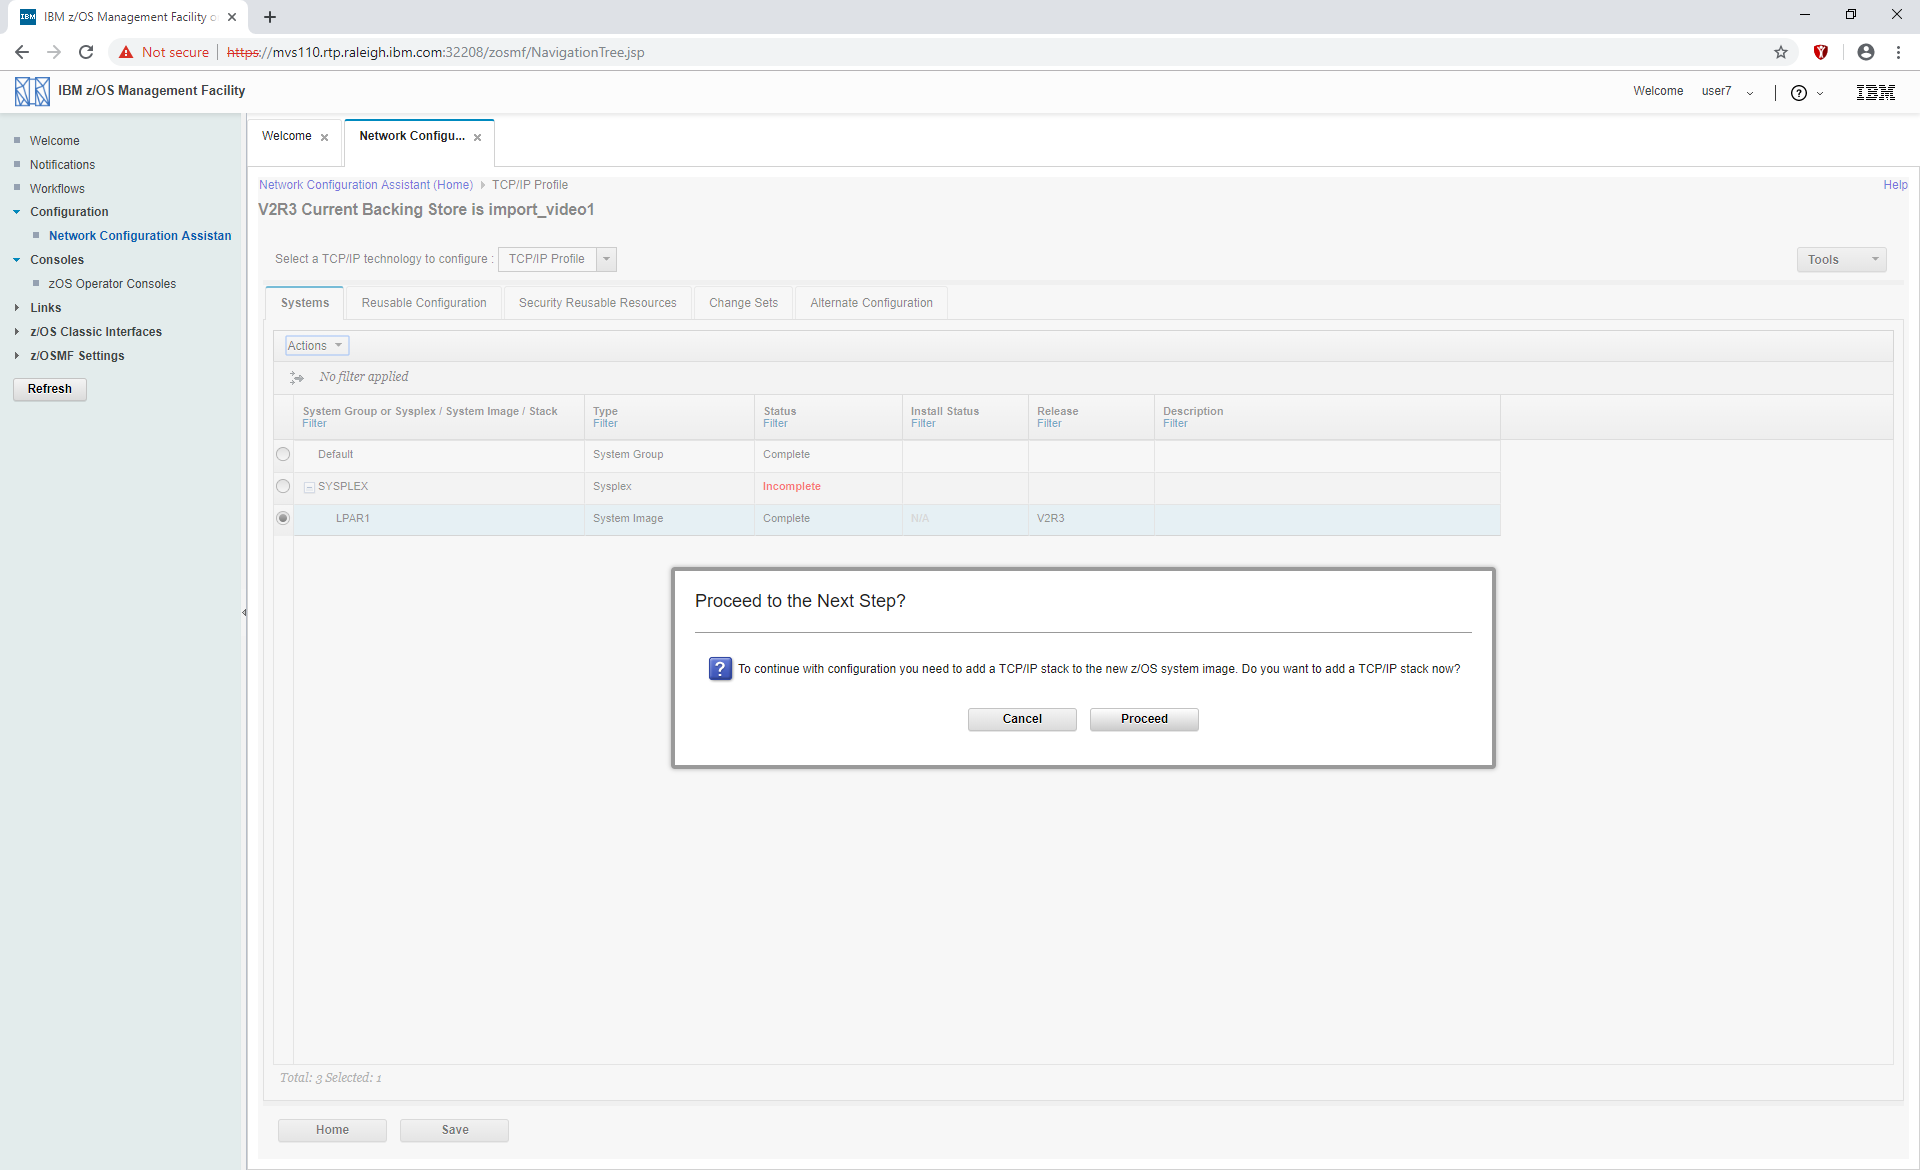 IBM IBM z/OS Management Facility o
Not secure https://mvs110.rtp.raleigh.ibm.com:32208/zosmf/NavigationTree.jsp
IBM z/OS Management Facility
Welcome user7 ? IBM
Welcome
Notifications
Workflows
Configuration
Network Configuration Assistan
Consoles
zOS Operator Consoles
Links
z/OS Classic Interfaces
z/OSMF Settings
Refresh
Welcome
Network Configu...
Network Configuration Assistant (Home) TCP/IP Profile
Help
V2R3 Current Backing Store is import_video1
Select a TCP/IP technology to configure : TCP/IP Profile
Tools
Systems Reusable Configuration Security Reusable Resources Change Sets Alternate Configuration
Actions
No filter applied
System Group or Sysplex / System Image / Stack Type Status Install Status Release Description
Filter Filter Filter Filter Filter Filter
Default System Group Complete
SYSPLEX Sysplex Incomplete
LPAR1 System Image Complete N/A V2R3
Proceed to the Next Step?
? To continue with configuration you need to add a TCP/IP stack to the new z/OS system image. Do you want to add a TCP/IP stack now?
Cancel Proceed
Total: 3 Selected: 1
Home Save